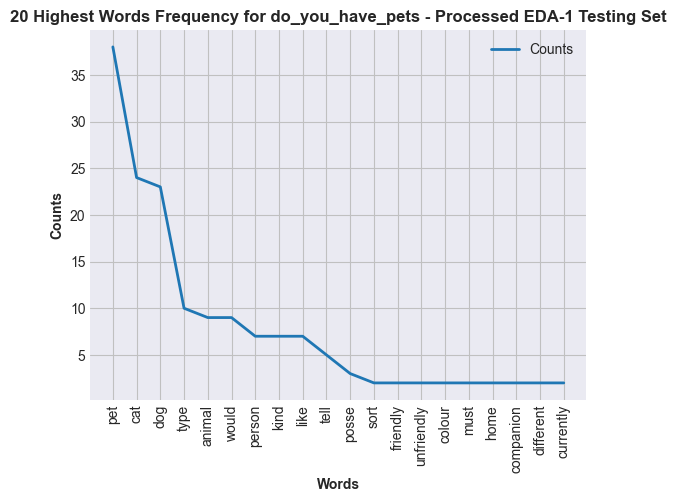 20 Highest Words Frequency for do_you_have_pets - Processed EDA-1 Testing Set
Counts
35
30
25
20
15
10
5
Counts
pet
cat
dog
type
animal
would
person
kind
like
tell
posse
sort
friendly
unfriendly
colour
must
home
companion
different
currently
Words